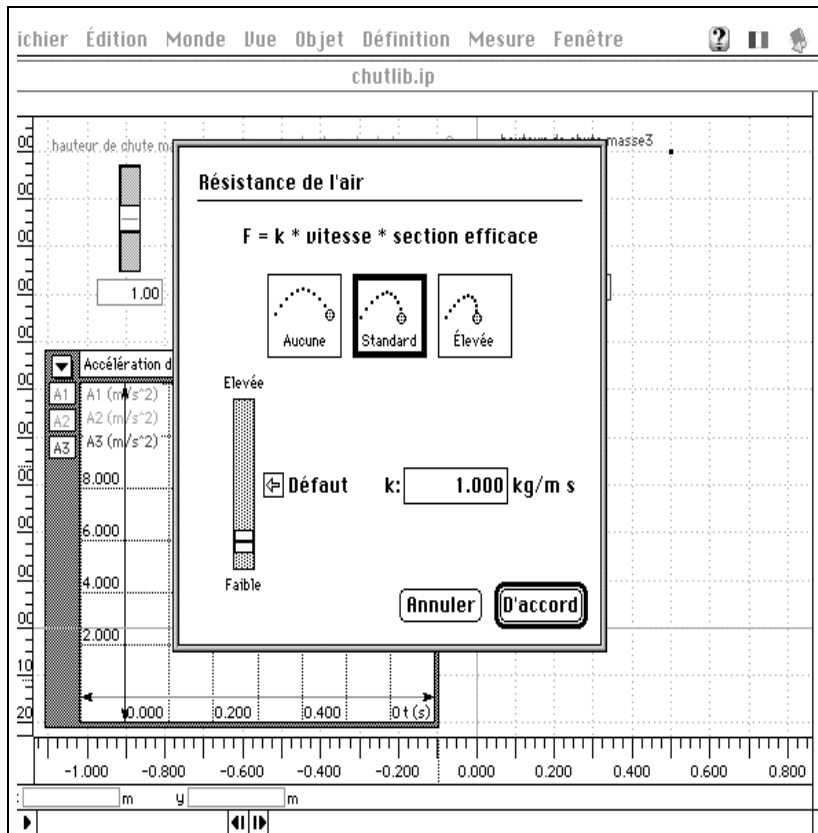 ichier Édition Monde Vue Objet Définition Mesure Fenêtre
chutlib.ip
hauteur de chute masse3
Résistance de l'air
F = k * vitesse * section efficace
1.00
Aucune Standard Élevée
Accélération d
Elevée
A1 A1 (m/s^2)
A2 A2 (m/s^2)
A3 A3 (m/s^2)
8.000
Défaut k: 1.000 kg/m s
6.000
4.000
Faible
Annuler D'accord
2.000
0.000 0.200 0.400 0 t (s)
-1.000 -0.800 -0.600 -0.400 -0.200 0.000 0.200 0.400 0.600 0.800
m y m